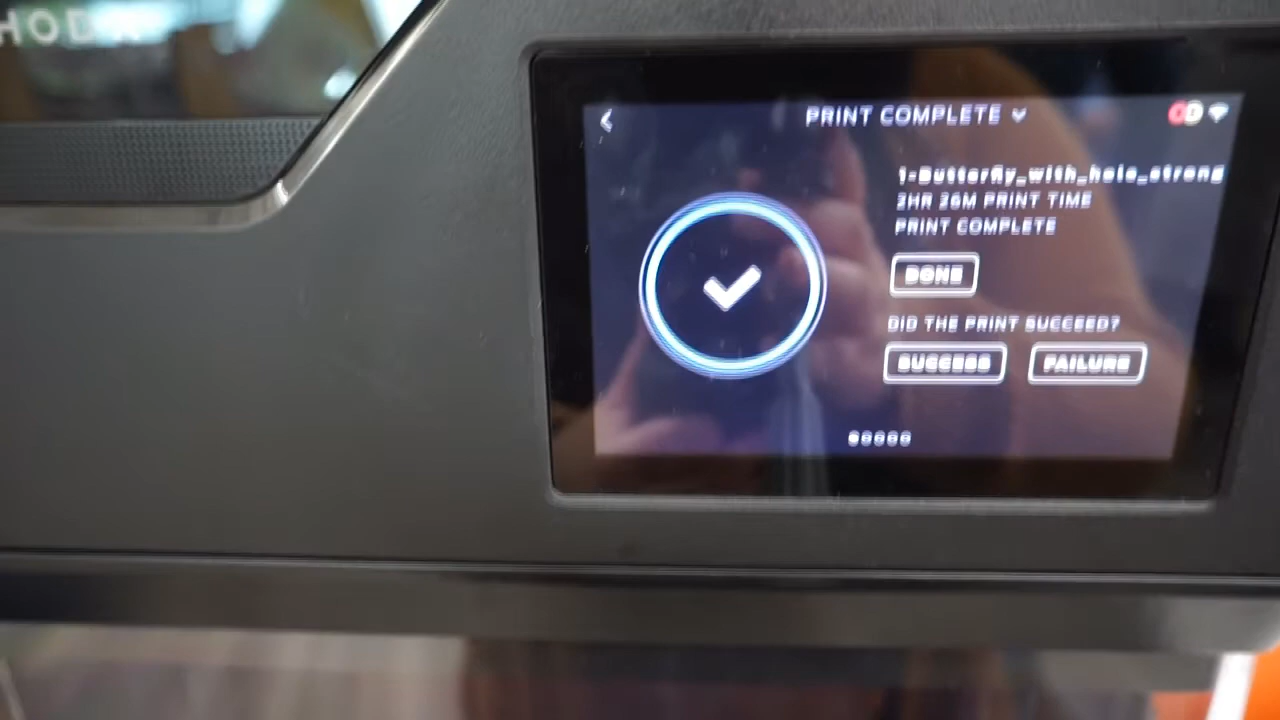 PRINT COMPLETE
1-Butterfly_with_hole_strong
2HR 26M PRINT TIME
PRINT COMPLETE
DONE
DID THE PRINT SUCCEED?
SUCCESS FAILURE